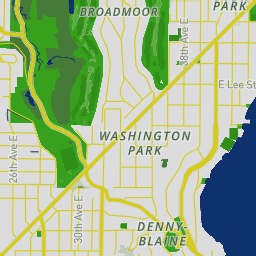 BROADMOOR
PARK
38th Ave E
E Lee St
WASHINGTON
PARK
26th Ave E
30th Ave E
DENNY-
BLAINE